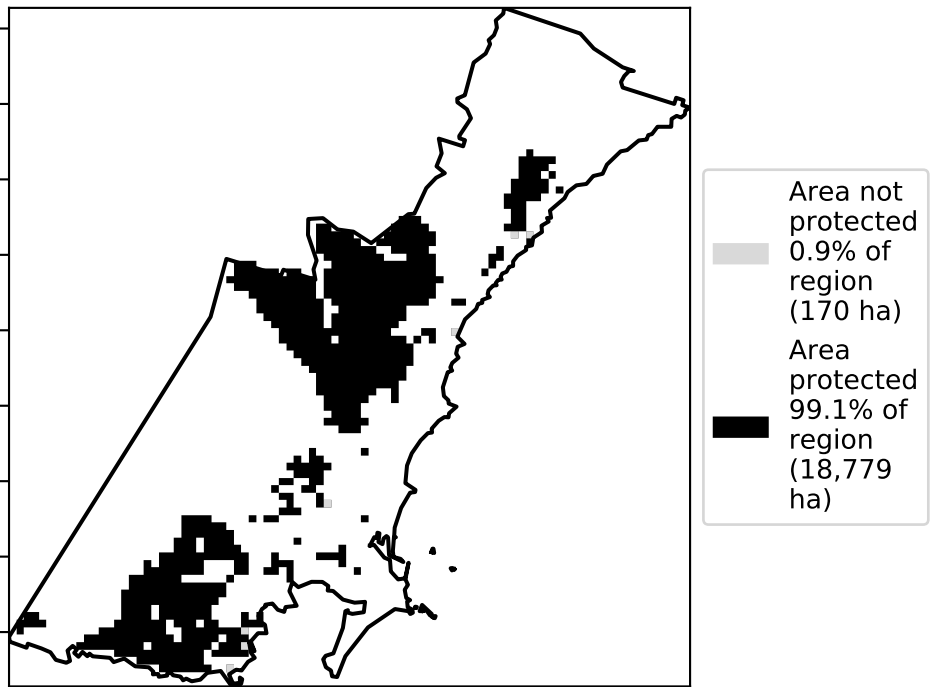 Area not
protected
0.9% of
region
(170 ha)
Area
protected
99.1% of
region
(18,779
ha)